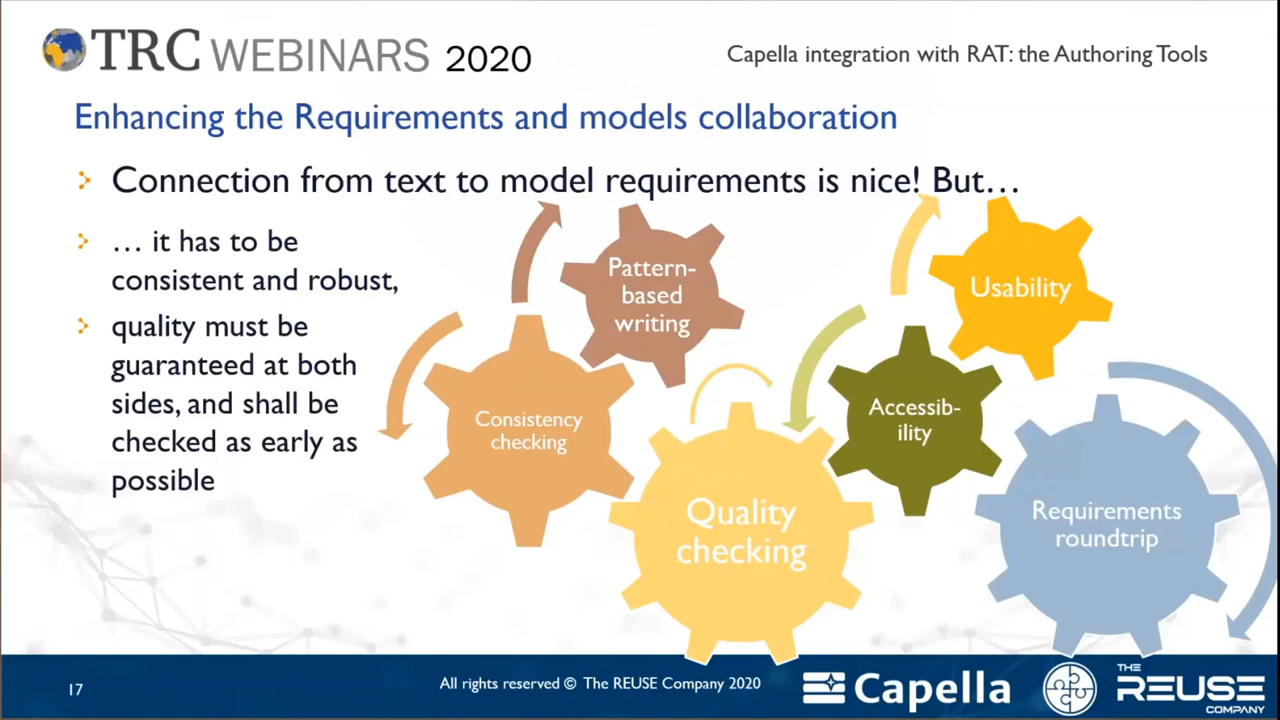 TRC WEBINARS 2020
Capella integration with RAT: the Authoring Tools
Enhancing the Requirements and models collaboration
Connection from text to model requirements is nice! But…
… it has to be
consistent and robust,
quality must be
guaranteed at both
sides, and shall be
checked as early as
possible
Pattern-
based
writing
Usability
Consistency
checking
Accessib-
ility
Quality
checking
Requirements
roundtrip
17
All rights reserved © The REUSE Company 2020
Capella
THE
REUSE
COMPANY